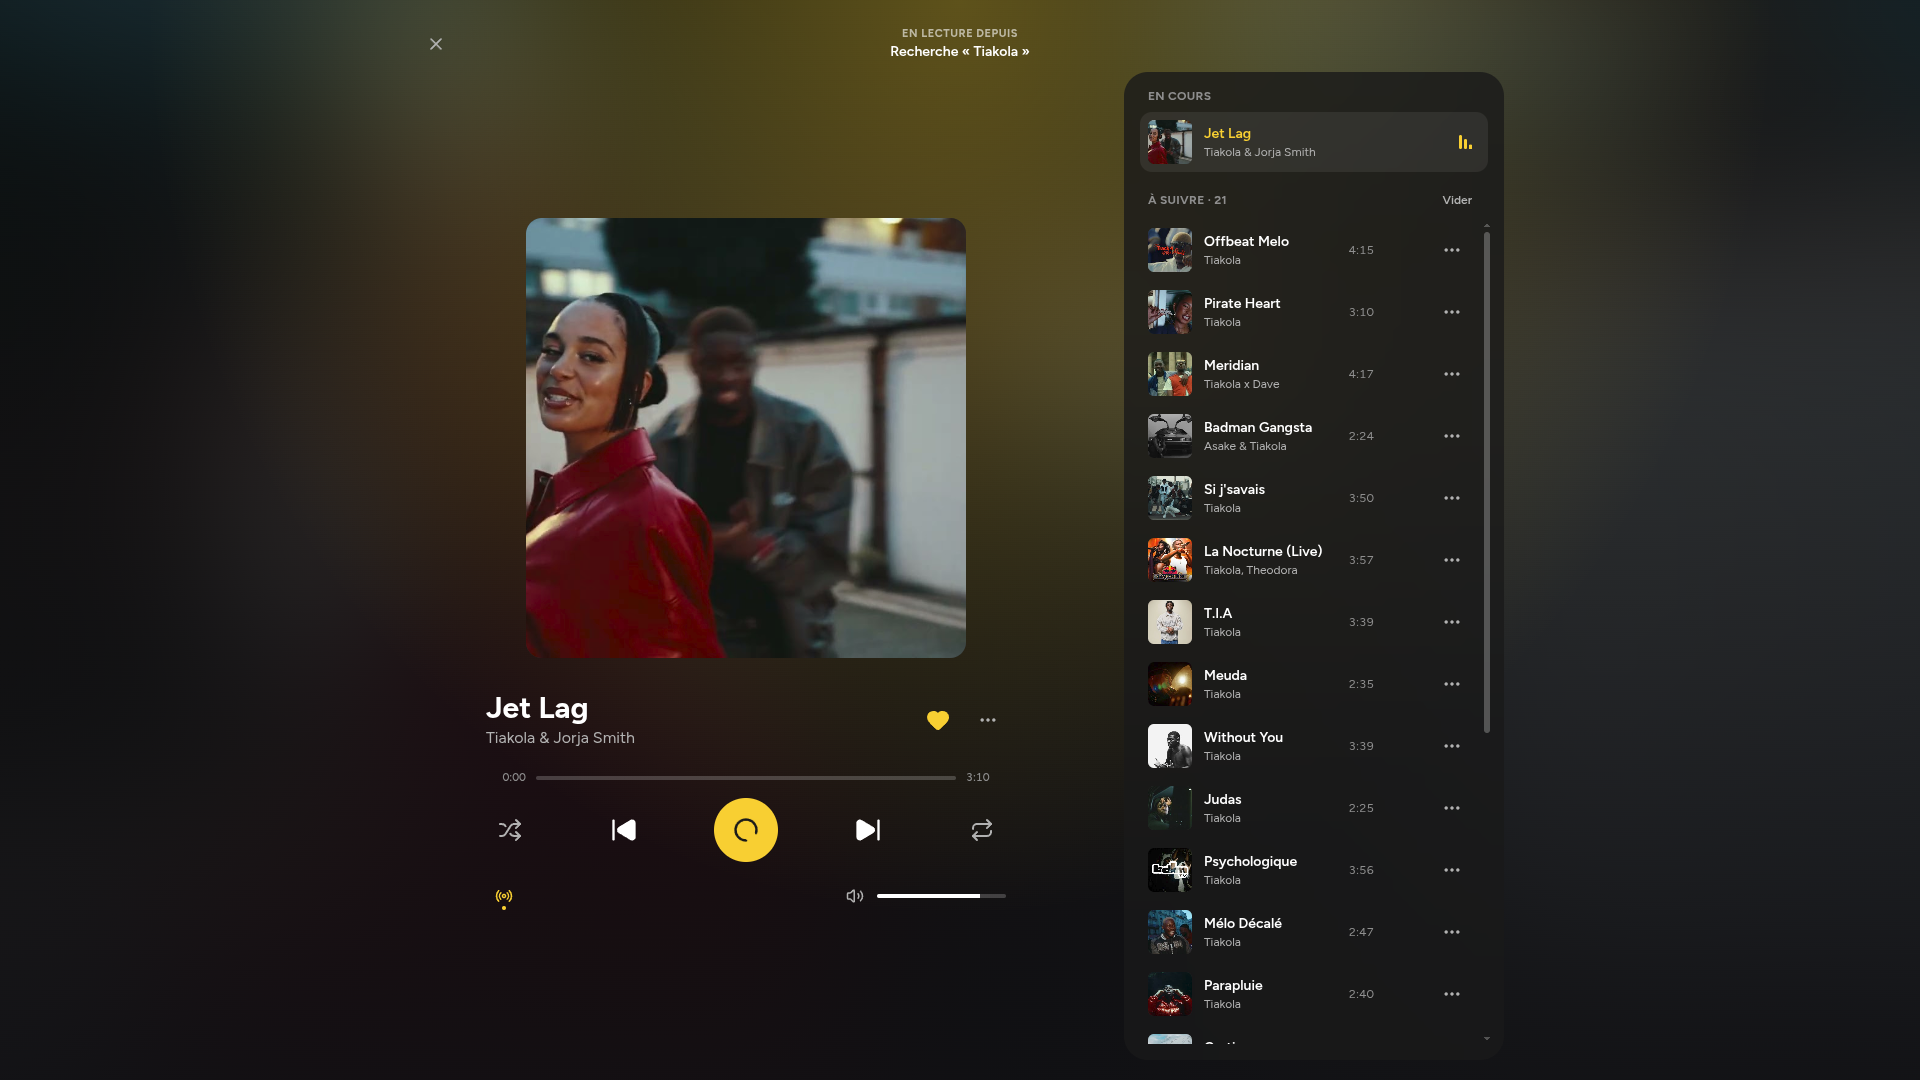 EN LECTURE DEPUIS
Recherche « Tiakola »
Jet Lag
Tiakola & Jorja Smith
0:00
3:10
EN COURS
Jet Lag
Tiakola & Jorja Smith
À SUIVRE · 21
Vider
Offbeat Melo
Tiakola
4:15
Pirate Heart
Tiakola
3:10
Meridian
Tiakola x Dave
4:17
Badman Gangsta
Asake & Tiakola
2:24
Si j'savais
Tiakola
3:50
La Nocturne (Live)
Tiakola, Theodora
3:57
T.I.A
Tiakola
3:39
Meuda
Tiakola
2:35
Without You
Tiakola
3:39
Judas
Tiakola
2:25
Psychologique
Tiakola
3:56
Mélo Décalé
Tiakola
2:47
Parapluie
Tiakola
2:40